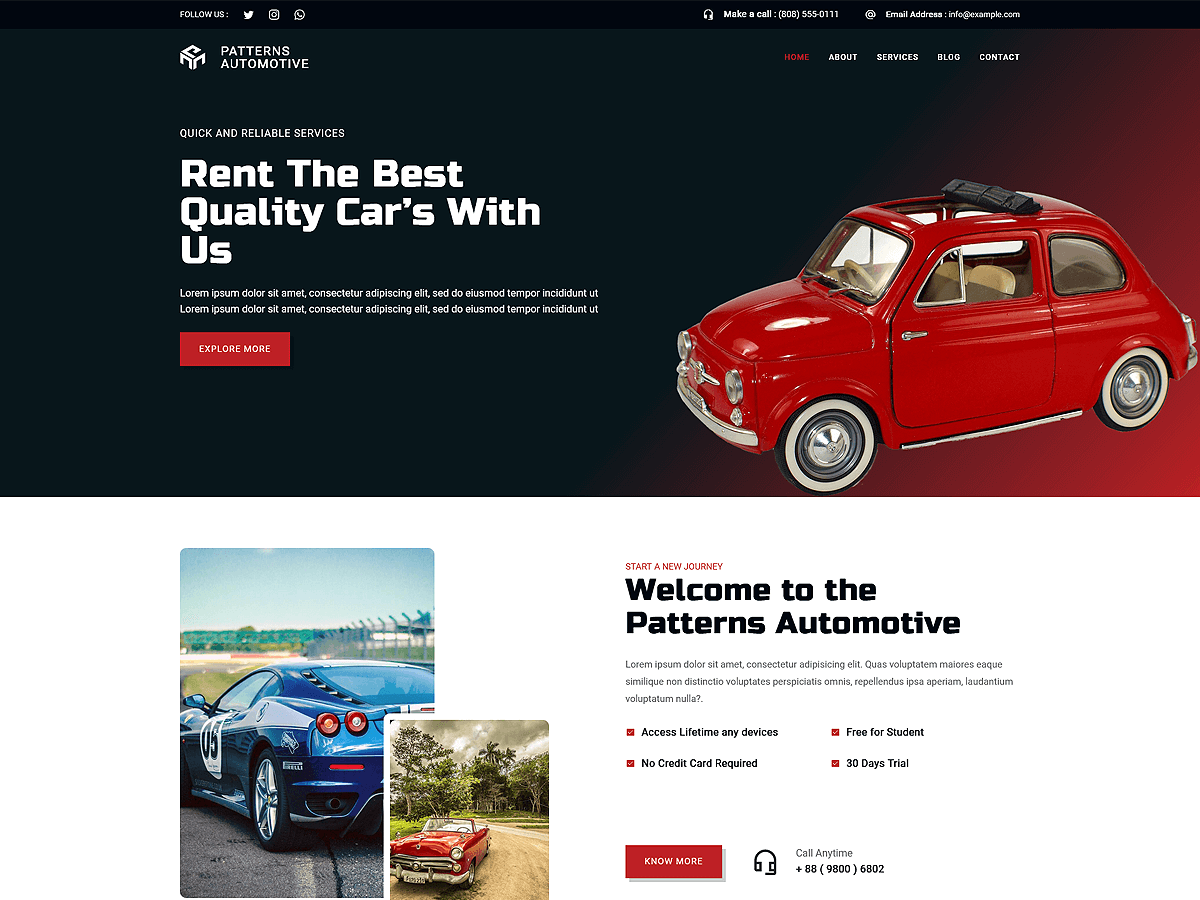 FOLLOW US :
Make a call : (808) 555-0111
Email Address : info@example.com
PATTERNS
AUTOMOTIVE
HOME
ABOUT
SERVICES
BLOG
CONTACT
QUICK AND RELIABLE SERVICES
Rent The Best
Quality Car’s With
Us
Lorem ipsum dolor sit amet, consectetur adipiscing elit, sed do eiusmod tempor incididunt ut
Lorem ipsum dolor sit amet, consectetur adipiscing elit, sed do eiusmod tempor incididunt ut
EXPLORE MORE
START A NEW JOURNEY
Welcome to the
Patterns Automotive
Lorem ipsum dolor sit amet, consectetur adipisicing elit. Quas voluptatem maiores eaque
similique non distinctio voluptates perspiciatis omnis, repellendus ipsa aperiam, laudantium
voluptatum nulla?.
Access Lifetime any devices
Free for Student
No Credit Card Required
30 Days Trial
KNOW MORE
Call Anytime
+ 88 ( 9800 ) 6802
PIRELLI